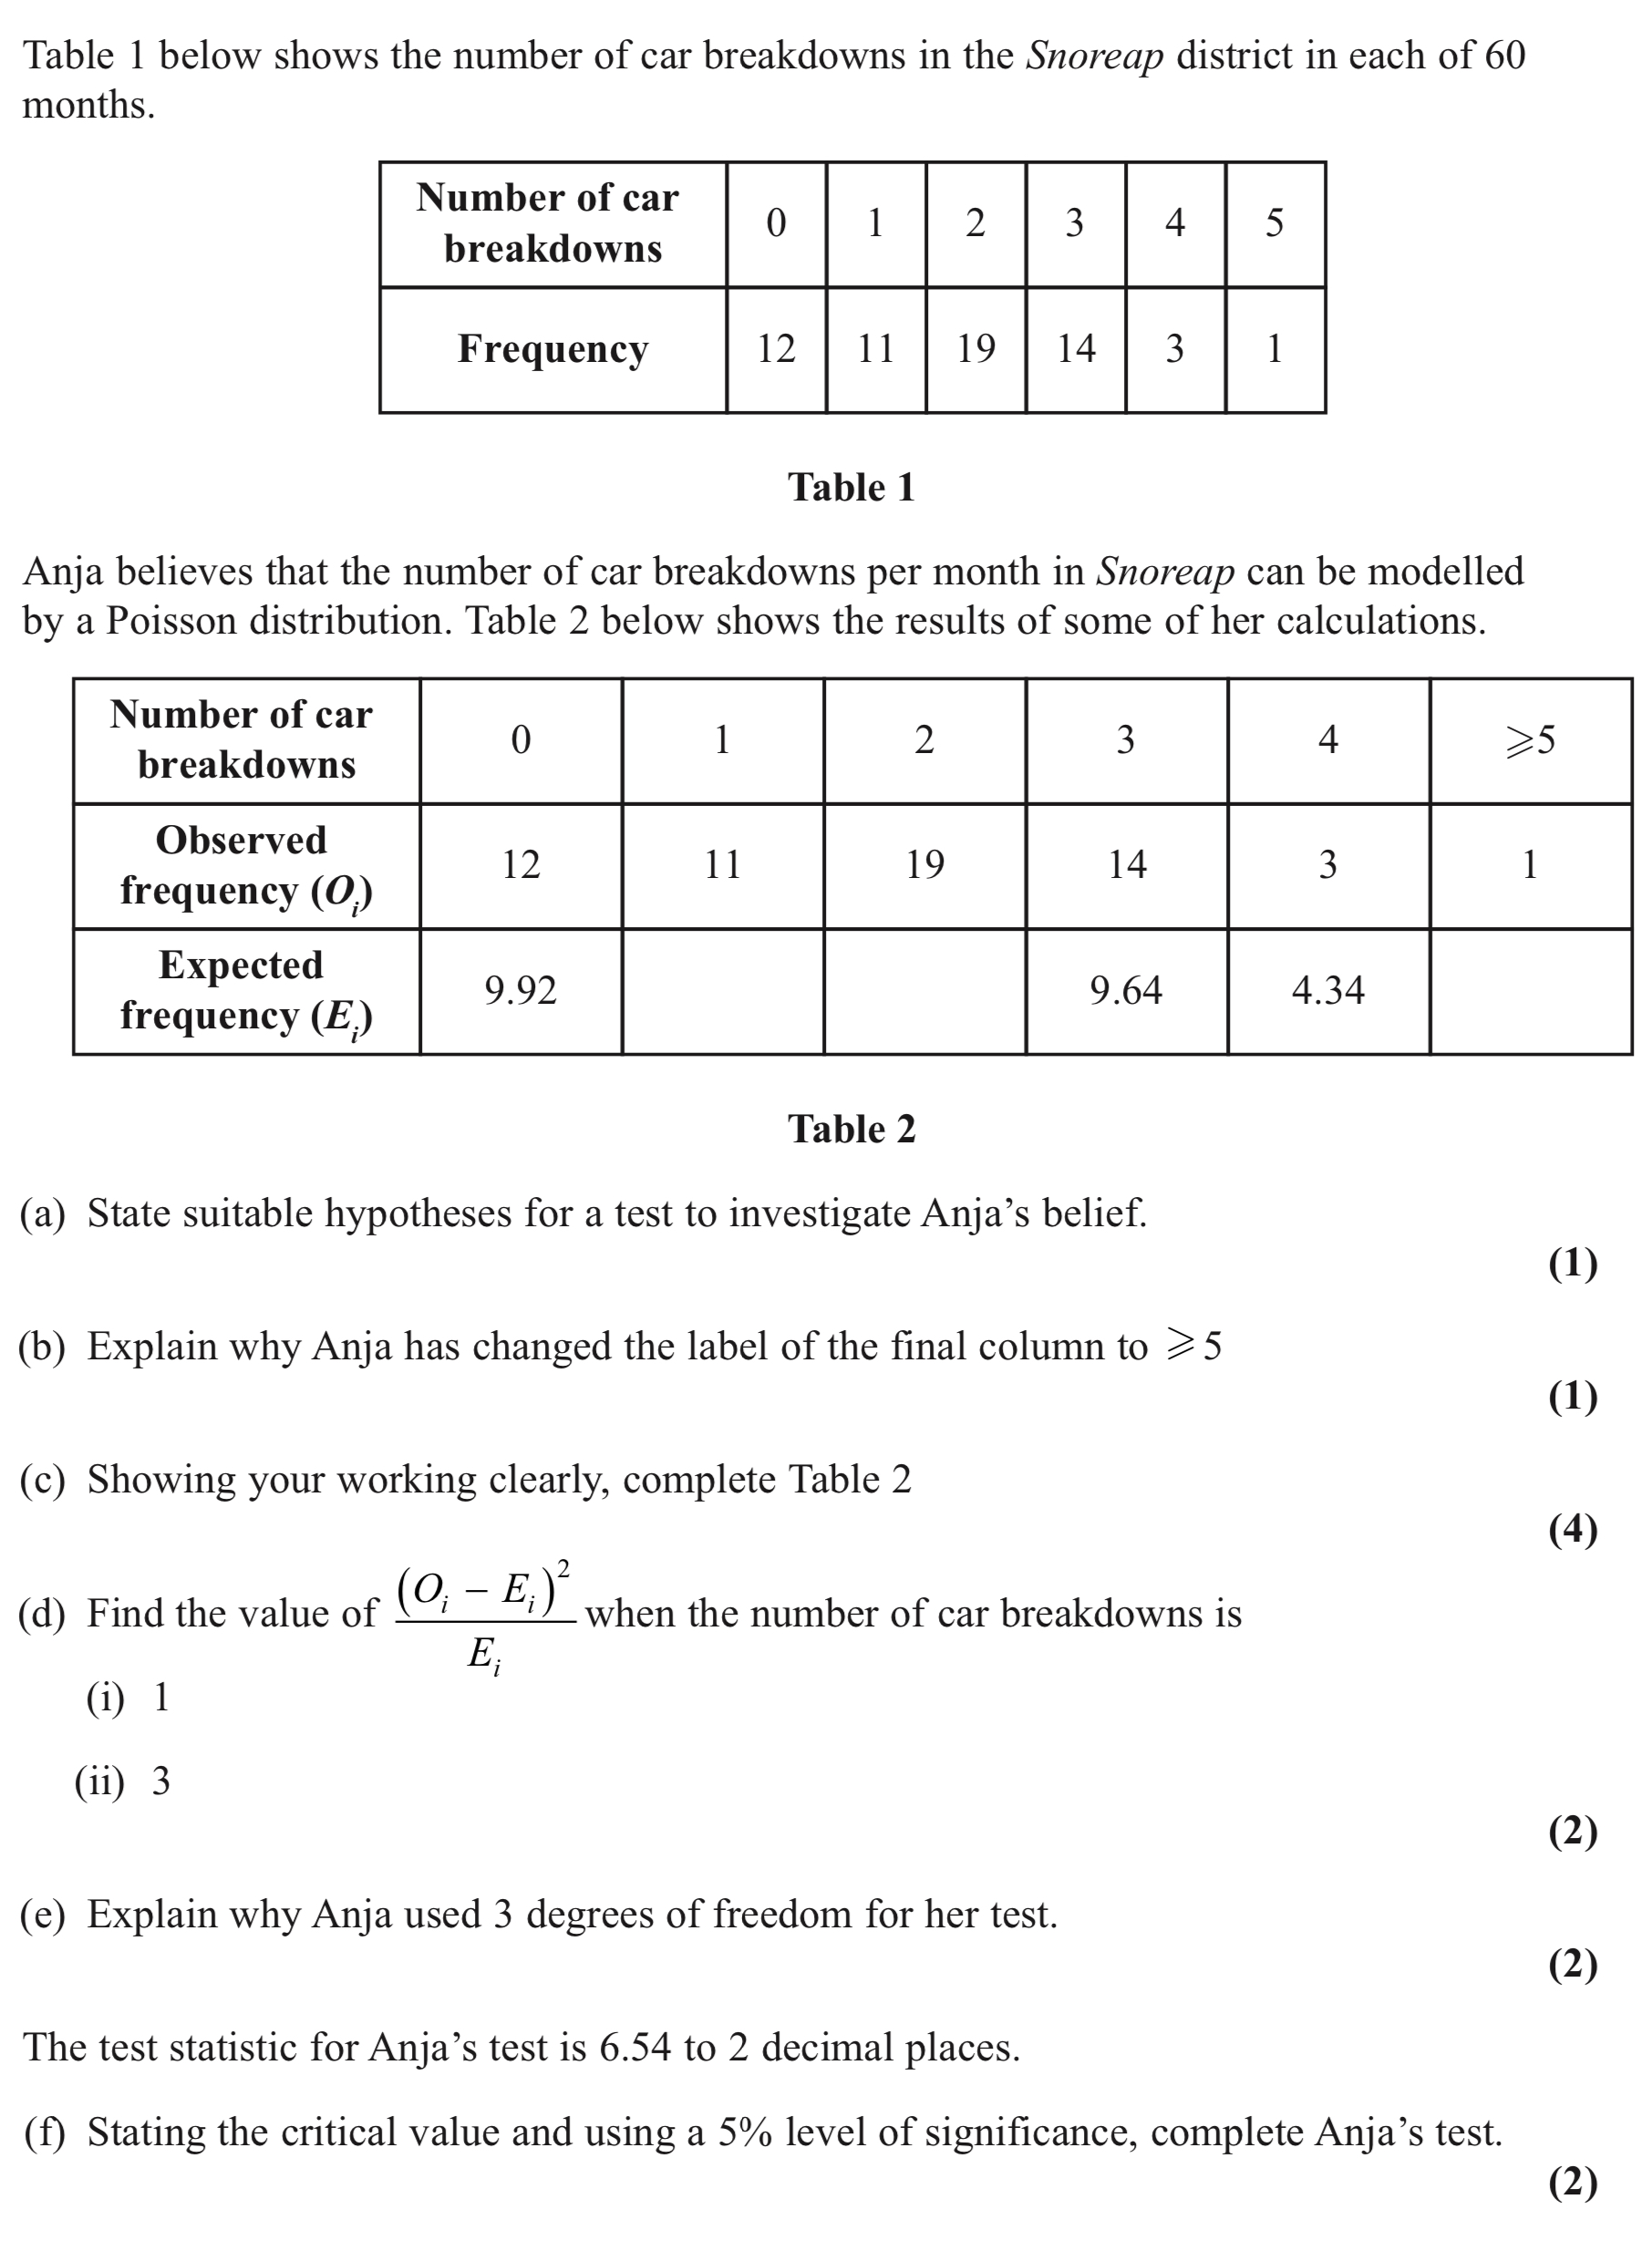 Table 1 below shows the number of car breakdowns in the Snoreap district in each of 60
months.
Number of car
breakdowns
0 1 2 3 4 5
Frequency 12 11 19 14 3 1
Table 1
Anja believes that the number of car breakdowns per month in Snoreap can be modelled
by a Poisson distribution. Table 2 below shows the results of some of her calculations.
Number of car
breakdowns
0 1 2 3 4 ⩾5
Observed
frequency (Oᵢ)
12 11 19 14 3 1
Expected
frequency (Eᵢ)
9.92 9.64 4.34
Table 2
(a) State suitable hypotheses for a test to investigate Anja’s belief.
(1)
(b) Explain why Anja has changed the label of the final column to ⩾ 5
(1)
(c) Showing your working clearly, complete Table 2
(4)
(d) Find the value of (Oᵢ − Eᵢ)² / Eᵢ when the number of car breakdowns is
(i) 1
(ii) 3
(2)
(e) Explain why Anja used 3 degrees of freedom for her test.
(2)
The test statistic for Anja’s test is 6.54 to 2 decimal places.
(f) Stating the critical value and using a 5% level of significance, complete Anja’s test.
(2)